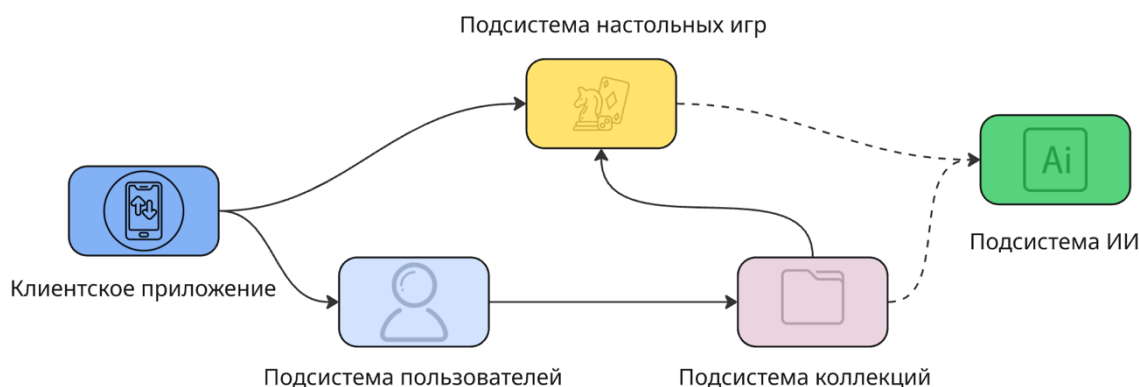 Подсистема настольных игр
Ai
Подсистема ИИ
Клиентское приложение
Подсистема пользователей
Подсистема коллекций